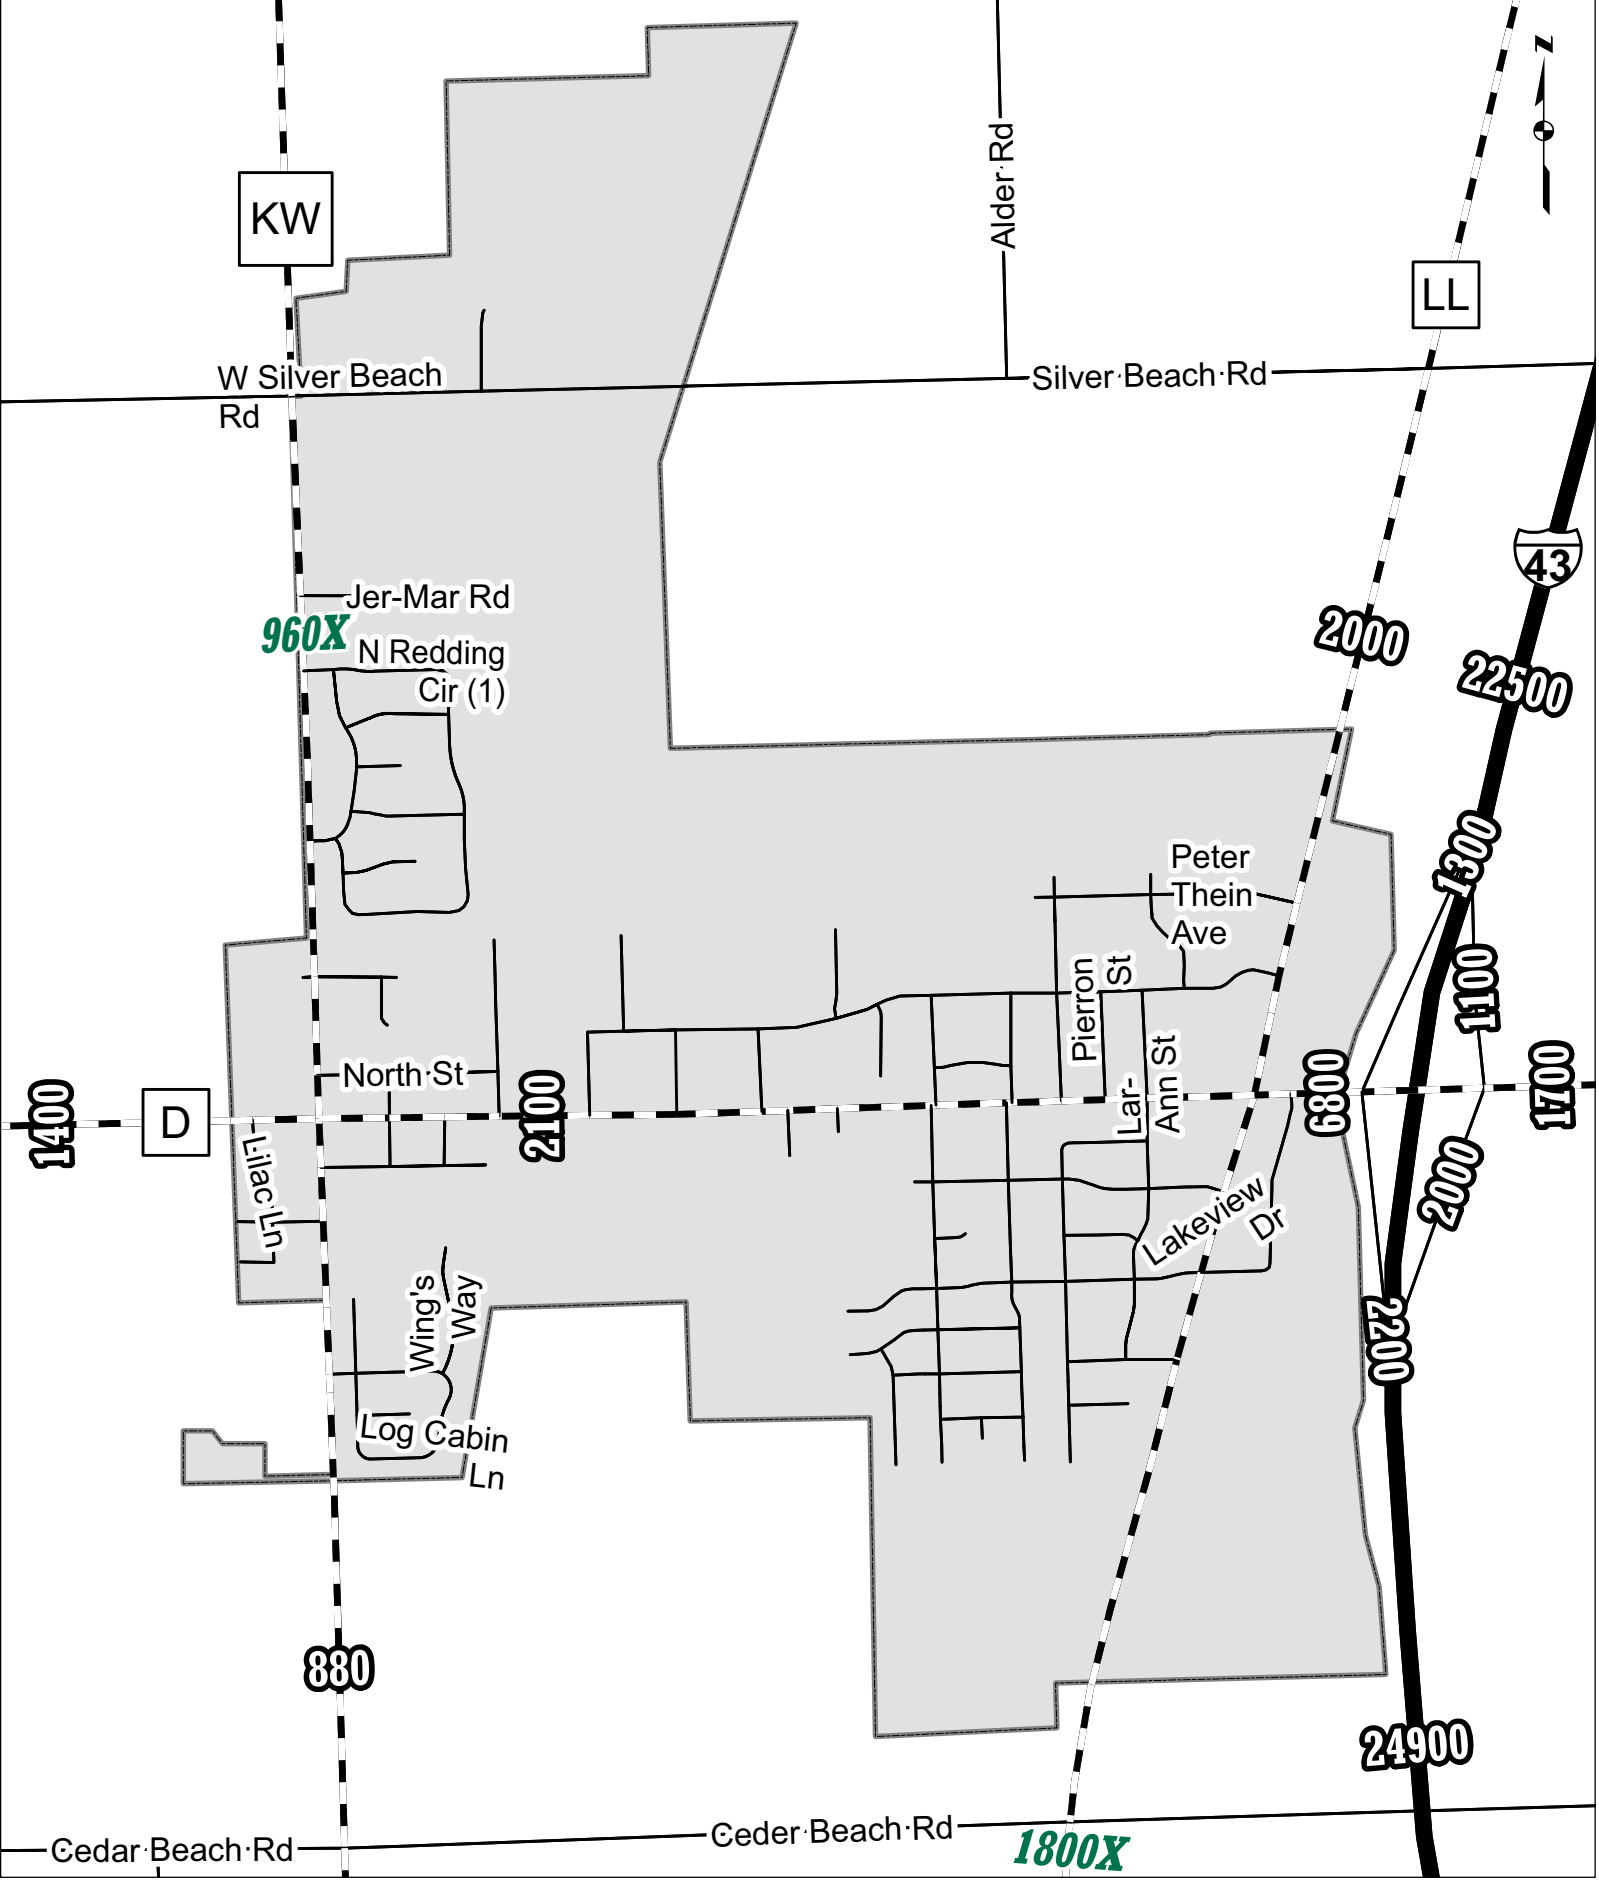 z
Alder Rd
KW
LL
W Silver Beach
Rd
Silver Beach Rd
43
Jer-Mar Rd
960X
2000
N Redding
Cir (1)
22500
1300
Peter
Thein
Ave
Pierron
St
1100
North St
Lar-
Ann St
1400
D
2100
6800
1700
Lilac Ln
Lakeview
Dr
2000
Wing's
Way
2200
Log Cabin
Ln
880
24900
Cedar Beach Rd
Ceder Beach Rd
1800X